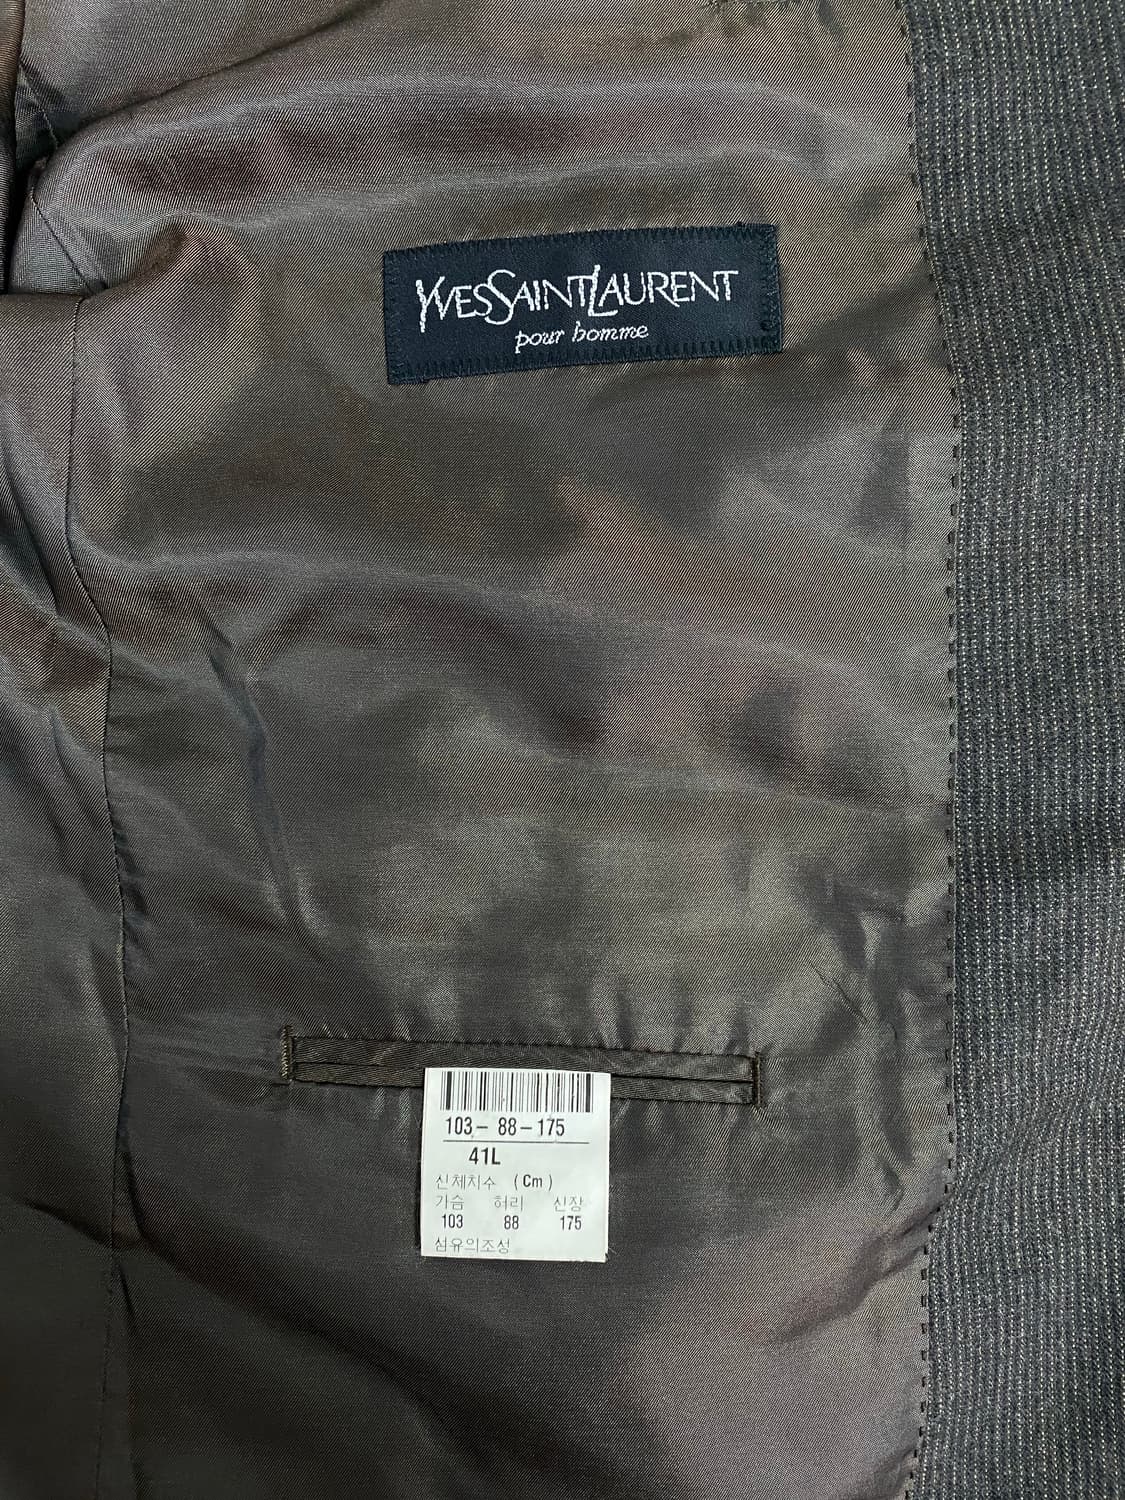 YVESSAINTLAURENT
pour homme
103-88-175
41L
신체치수 (Cm)
가슴 허리 신장
103 88 175
섬유의조성